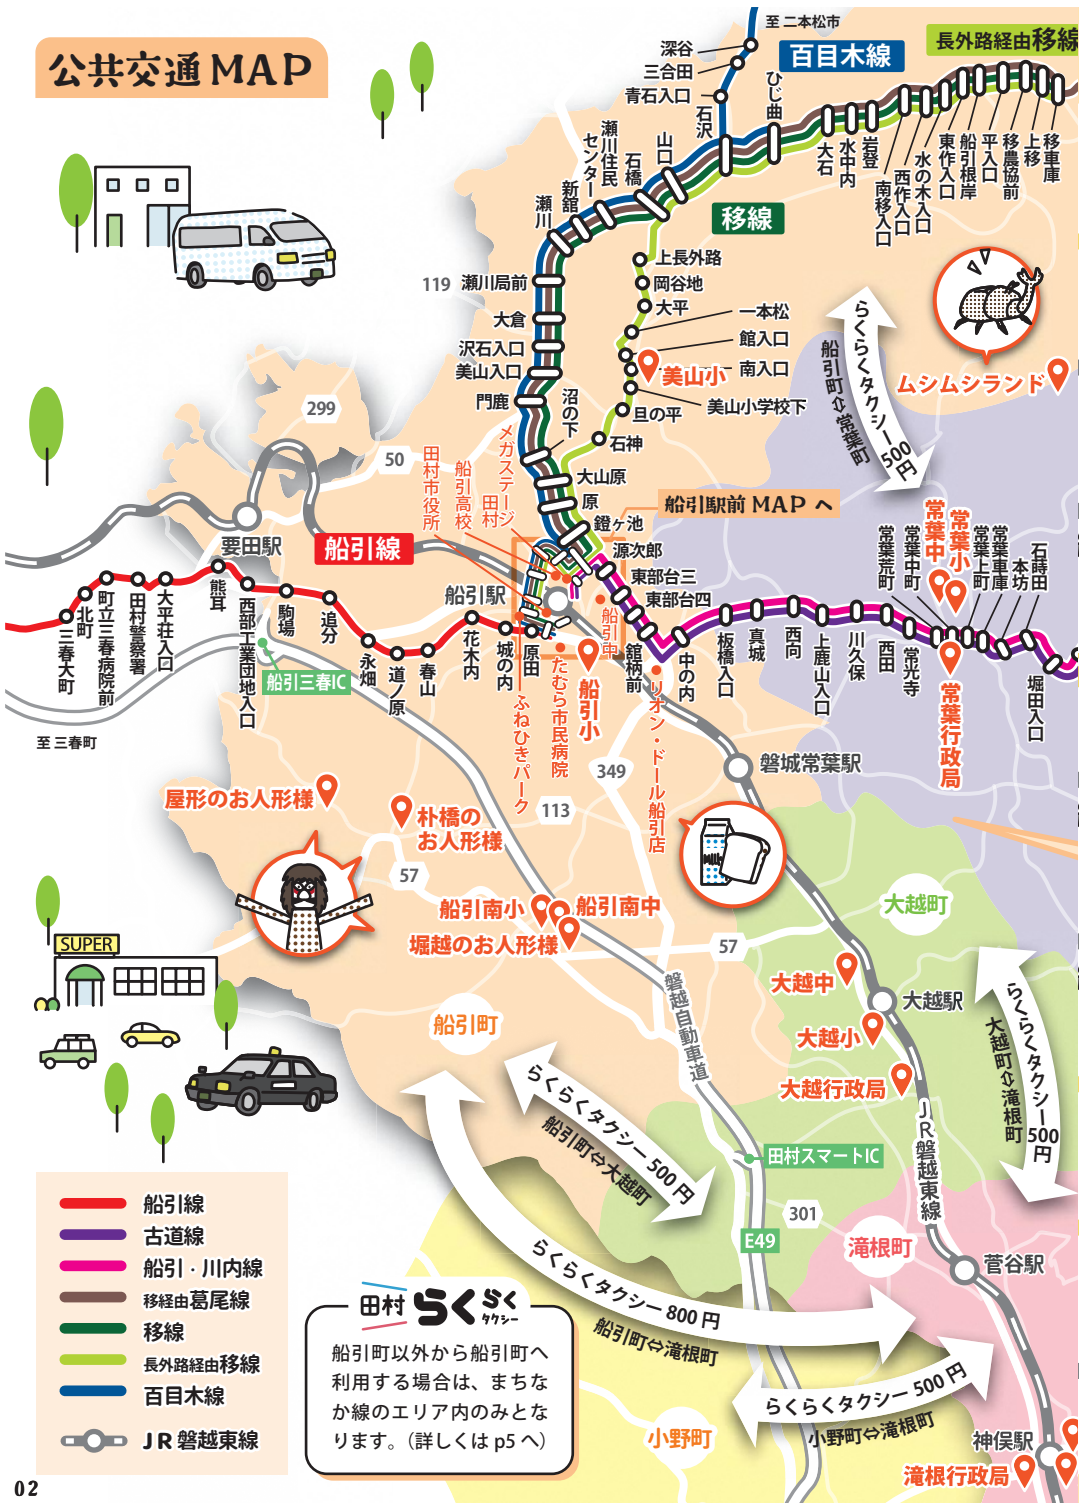 公共交通MAP
至 二本松市
百目木線
長外路経由移線
深谷
三合田
青石入口
石沢
ひじ曲
山口
石橋
瀬川住民
センター
新舘
瀬川
大石
水中内
岩登
南移入口
西作入口
水の木入口
東作入口
船引根岸
平入口
移農協前
上移
移車庫
移線
119
瀬川局前
大倉
沢石入口
美山入口
門鹿
沼の下
大山原
原
鐙ヶ池
源次郎
東部台三
東部台四
上長外路
岡谷地
大平
一本松
館入口
南入口
美山小
美山小学校下
旦の平
石神
ムシムシランド
らくらくタクシー500円
船引町⇔常葉町
299
50
要田駅
船引線
メガステージ
田村
船引高校
田村市役所
船引駅前 MAP へ
船引駅
船引中
三春大町
北町
町立三春病院前
田村警察署
大平荘入口
熊耳
西部工業団地入口
駒場
追分
永畑
道ノ原
春山
花木内
城の内
原田
船引三春IC
至 三春町
たむら市民病院
ふねひきパーク
船引小
舘柄前
リオン・ドール船引店
中の内
板橋入口
真城
西向
上鹿山入口
川久保
西田
常光寺
常葉荒町
常葉中町
常葉中
常葉小
常葉上町
常葉車庫
本坊
石蒔田
堀田入口
常葉行政局
349
113
磐城常葉駅
屋形のお人形様
朴橋の
お人形様
57
船引南小
船引南中
堀越のお人形様
57
大越町
大越中
大越駅
大越小
大越行政局
らくらくタクシー500円
大越町⇔滝根町
SUPER
船引町
磐越自動車道
らくらくタクシー 500 円
船引町⇔大越町
JR磐越東線
田村スマートIC
301
E49
滝根町
菅谷駅
らくらくタクシー 800 円
船引町⇔滝根町
らくらくタクシー 500 円
小野町⇔滝根町
小野町
神俣駅
滝根行政局
船引線
古道線
船引・川内線
移経由葛尾線
移線
長外路経由移線
百目木線
JR磐越東線
田村 らくらくタクシー
船引町以外から船引町へ
利用する場合は、まちな
か線のエリア内のみとな
ります。（詳しくは p5 へ）
02